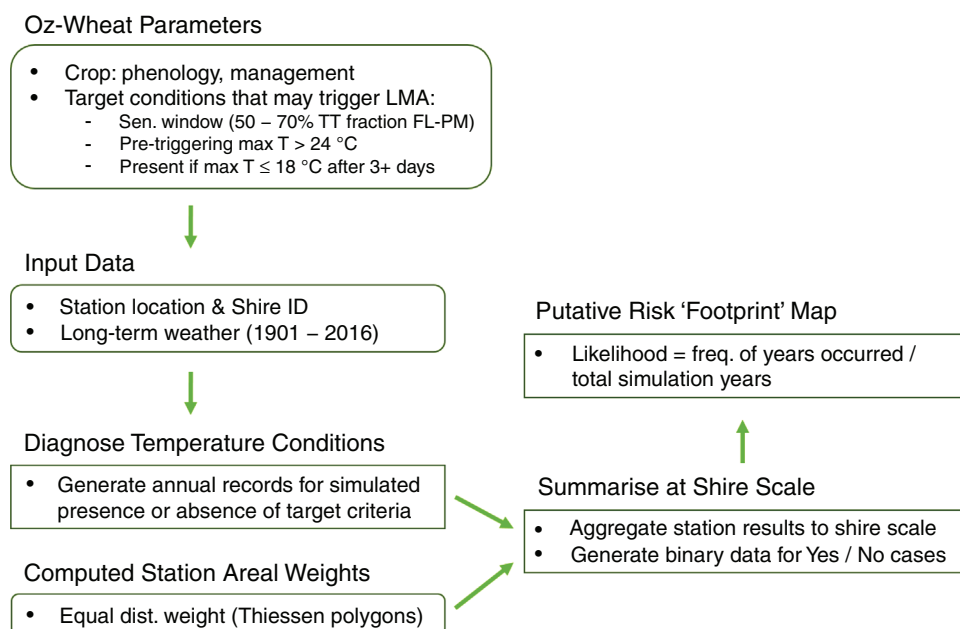 Oz-Wheat Parameters
• Crop: phenology, management
• Target conditions that may trigger LMA:
- Sen. window (50 – 70% TT fraction FL-PM)
- Pre-triggering max T > 24 °C
- Present if max T ≤ 18 °C after 3+ days
Input Data
• Station location & Shire ID
• Long-term weather (1901 – 2016)
Diagnose Temperature Conditions
• Generate annual records for simulated
presence or absence of target criteria
Computed Station Areal Weights
• Equal dist. weight (Thiessen polygons)
Putative Risk ‘Footprint’ Map
• Likelihood = freq. of years occurred /
total simulation years
Summarise at Shire Scale
• Aggregate station results to shire scale
• Generate binary data for Yes / No cases